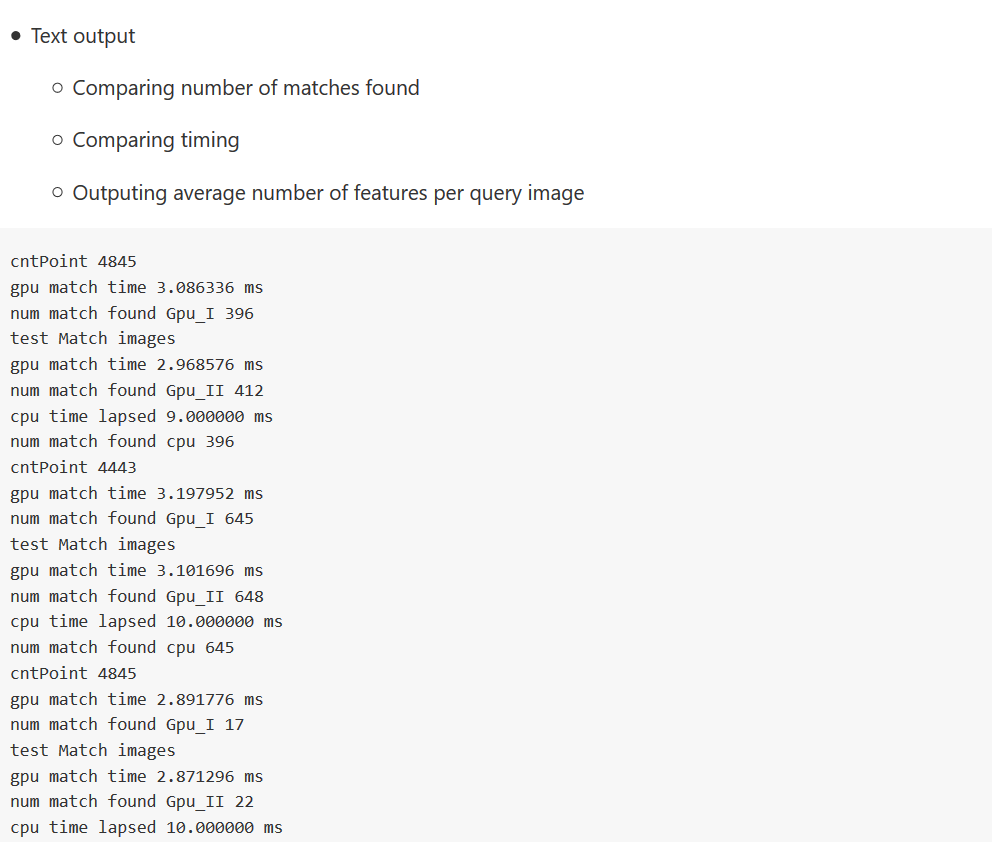 Text output
Comparing number of matches found
Comparing timing
Outputing average number of features per query image
cntPoint 4845
gpu match time 3.086336 ms
num match found Gpu_I 396
test Match images
gpu match time 2.968576 ms
num match found Gpu_II 412
cpu time lapsed 9.000000 ms
num match found cpu 396
cntPoint 4443
gpu match time 3.197952 ms
num match found Gpu_I 645
test Match images
gpu match time 3.101696 ms
num match found Gpu_II 648
cpu time lapsed 10.000000 ms
num match found cpu 645
cntPoint 4845
gpu match time 2.891776 ms
num match found Gpu_I 17
test Match images
gpu match time 2.871296 ms
num match found Gpu_II 22
cpu time lapsed 10.000000 ms